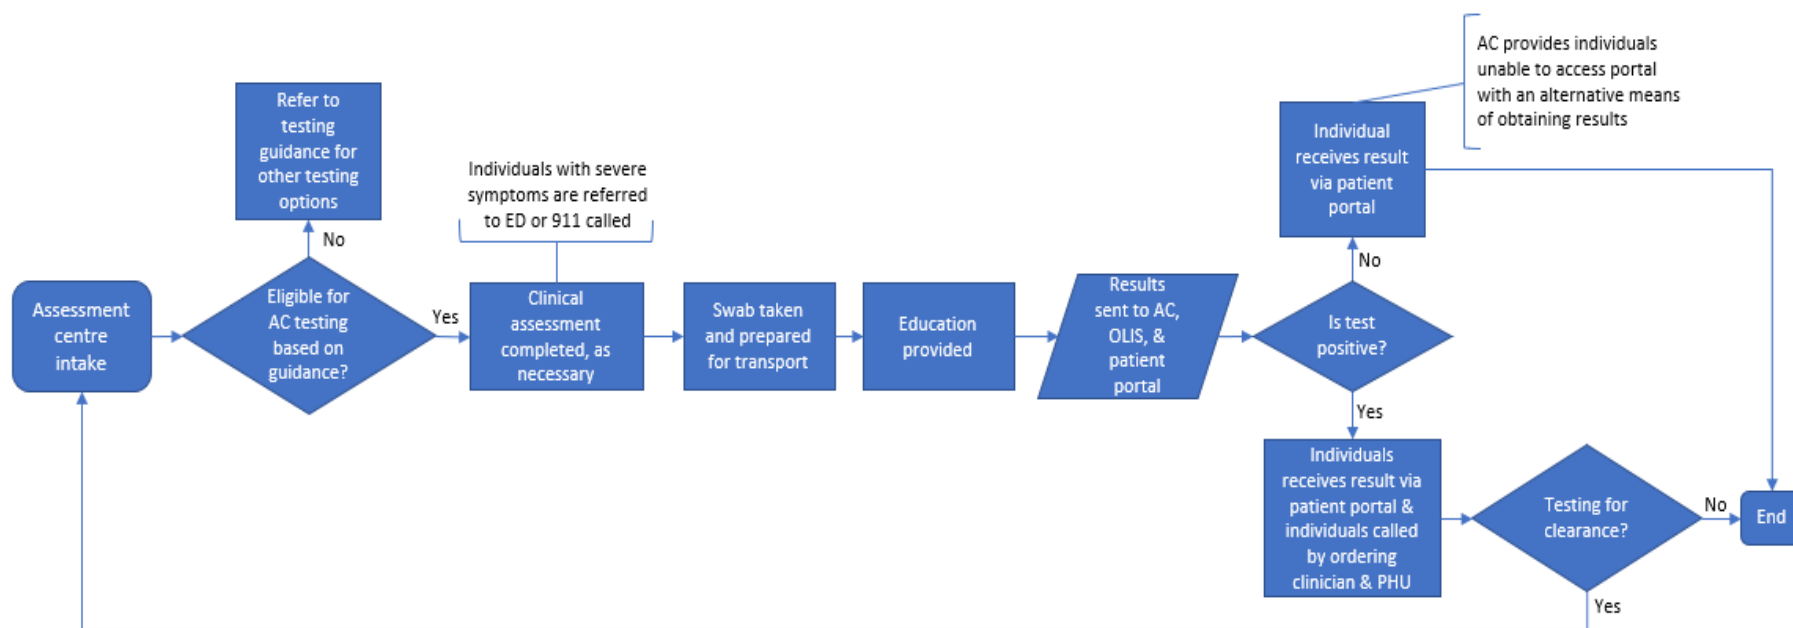 Assessment
centre
intake
Eligible for
AC testing
based on
guidance?
No
Refer to
testing
guidance for
other testing
options
Yes
Clinical
assessment
completed, as
necessary
Individuals with severe
symptoms are referred
to ED or 911 called
Swab taken
and prepared
for transport
Education
provided
Results
sent to AC,
OLIS, &
patient
portal
Is test
positive?
No
Individual
receives result
via patient
portal
AC provides individuals
unable to access portal
with an alternative means
of obtaining results
Yes
Individuals
receives result via
patient portal &
individuals called
by ordering
clinician & PHU
Testing for
clearance?
No
End
Yes